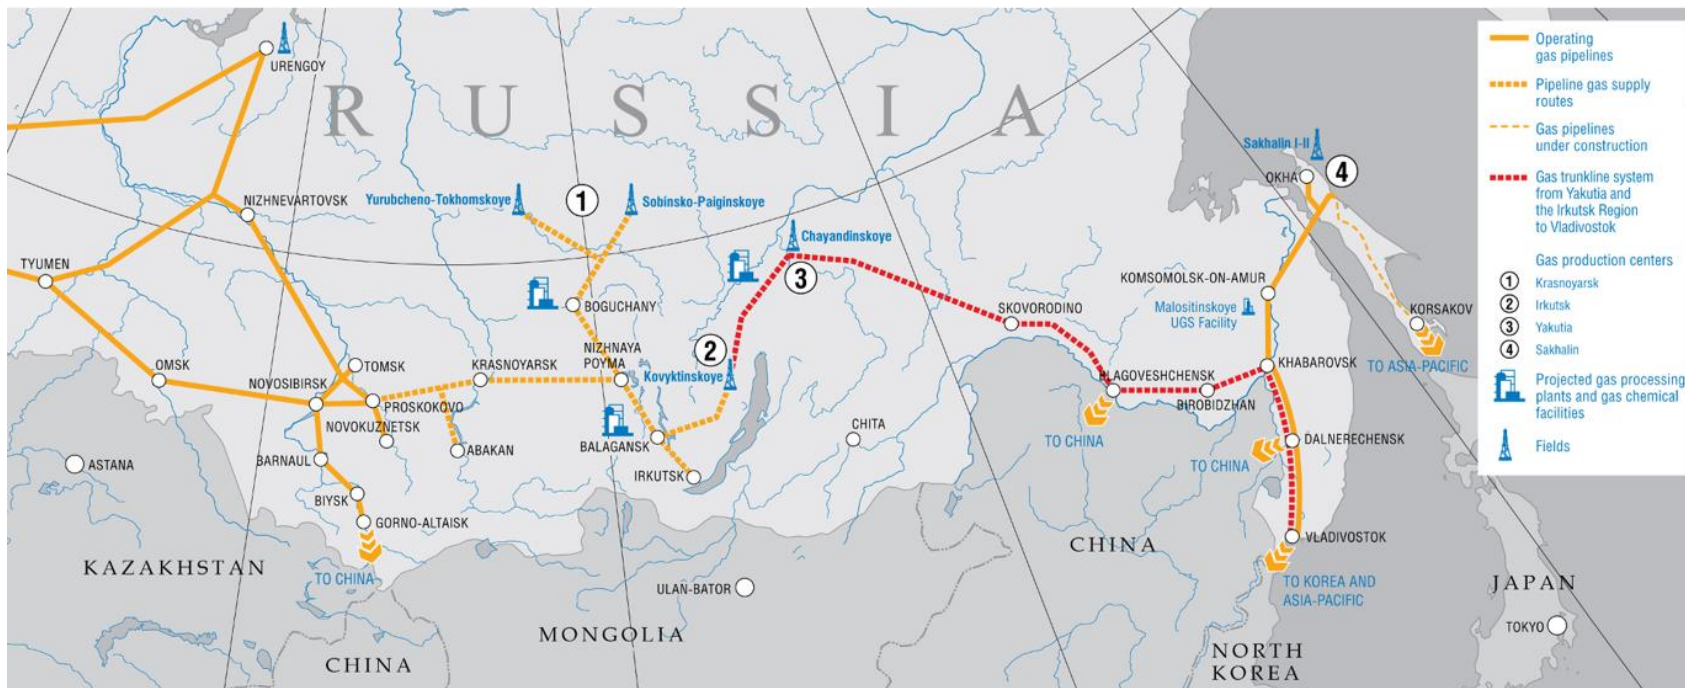 RUSSIA
URENGOY
NIZHNEVARTOVSK
TYUMEN
OMSK
NOVOSIBIRSK
TOMSK
PROSKOKOVO
NOVOKUZNETSK
BARNAUL
BIYSK
GORNO-ALTAISK
TO CHINA
ASTANA
KAZAKHSTAN
CHINA
KRASNOYARSK
ABAKAN
Yurubcheno-Tokhomskoye
1
Sobinsko-Paiginskoye
BOGUCHANY
NIZHNAYA
POYMA
2
Kovyktinskoye
BALAGANSK
IRKUTSK
Chayandinskoye
3
CHITA
ULAN-BATOR
MONGOLIA
SKOVORODINO
BLAGOVESHCHENSK
TO CHINA
BIROBIDZHAN
CHINA
Sakhalin I-II
OKHA
4
KOMSOMOLSK-ON-AMUR
Malositinskoye
UGS Facility
KHABAROVSK
KORSAKOV
TO ASIA-PACIFIC
DALNERECHENSK
TO CHINA
VLADIVOSTOK
TO KOREA AND
ASIA-PACIFIC
NORTH
KOREA
JAPAN
TOKYO
Operating
gas pipelines
Pipeline gas supply
routes
Gas pipelines
under construction
Gas trunkline system
from Yakutia and
the Irkutsk Region
to Vladivostok
Gas production centers
1 Krasnoyarsk
2 Irkutsk
3 Yakutia
4 Sakhalin
Projected gas processing
plants and gas chemical
facilities
Fields